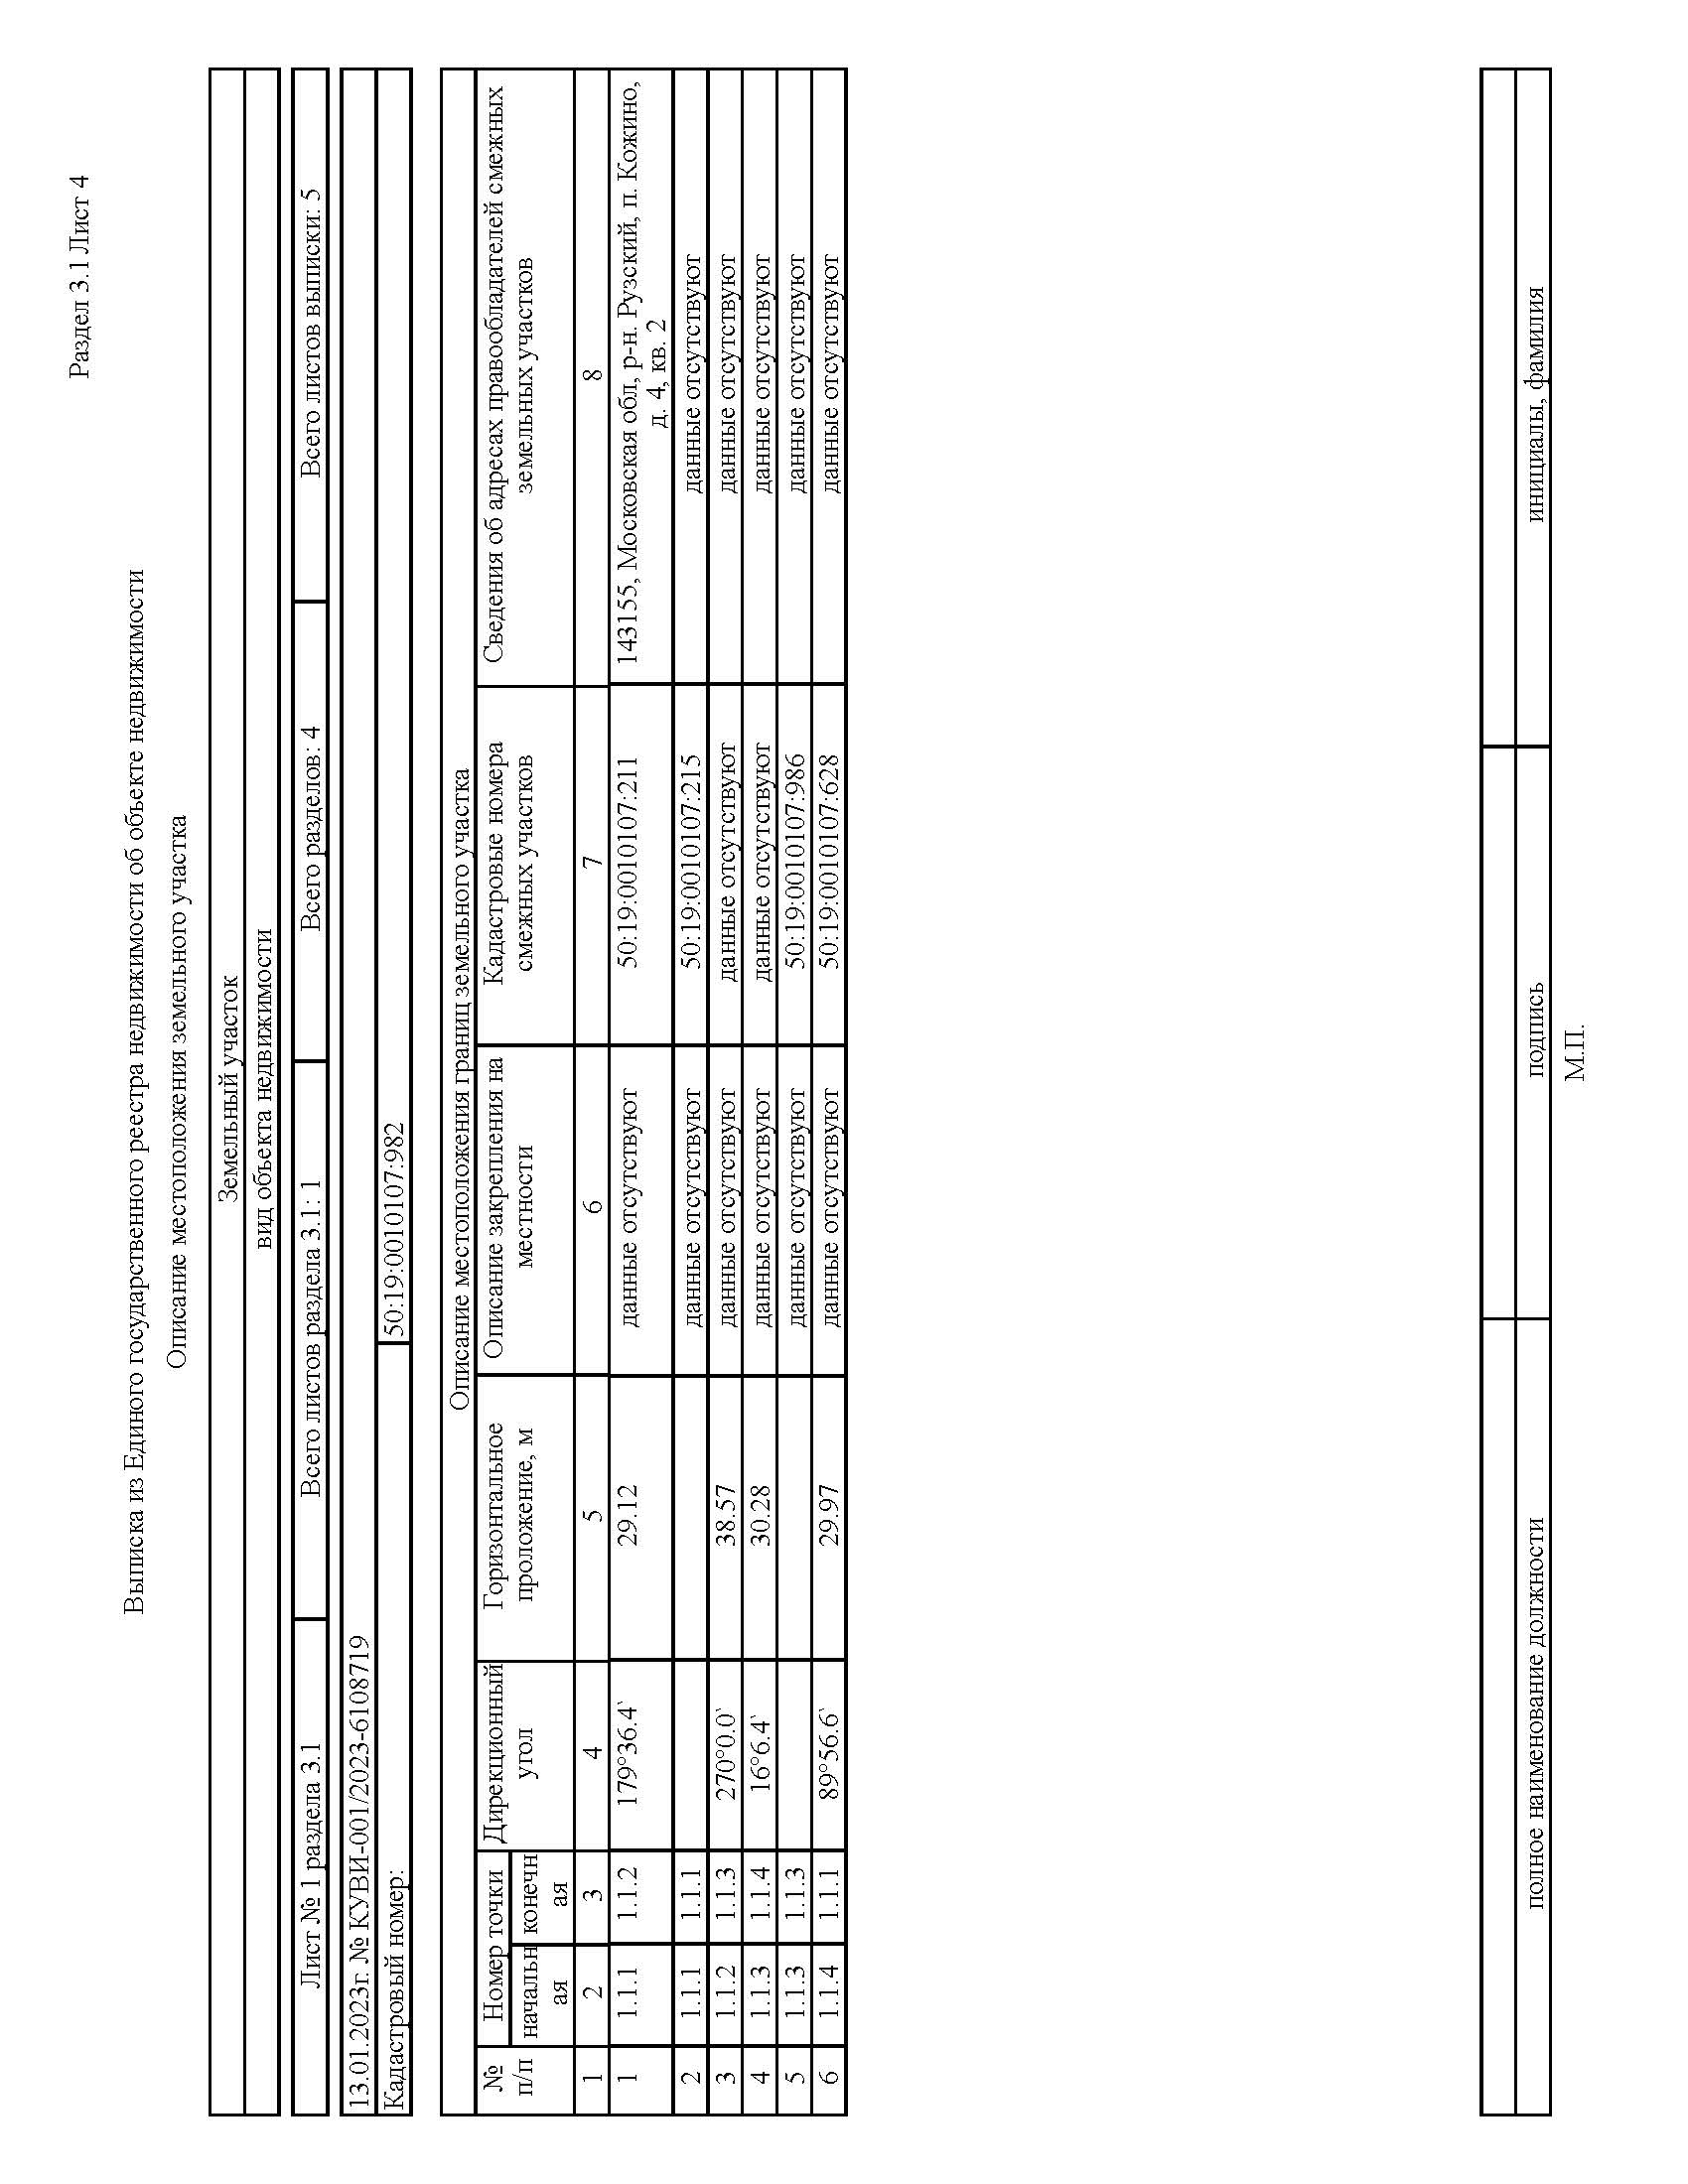 Раздел 3.1 Лист 4
Выписка из Единого государственного реестра недвижимости об объекте недвижимости
Описание местоположения земельного участка
Земельный участок
вид объекта недвижимости
Лист № 1 раздела 3.1 Всего листов раздела 3.1: 1 Всего разделов: 4 Всего листов выписки: 5
13.01.2023г. № КУВИ-001/2023-6108719
Кадастровый номер: 50:19:0010107:982
Описание местоположения границ земельного участка
№ Номер точки Дирекционный Горизонтальное Описание закрепления на Кадастровые номера Сведения об адресах правообладателей смежных
п/п начальн конечн угол проложение, м местности смежных участков земельных участков
ая ая
1 2 3 4 5 6 7 8
1 1.1.1 1.1.2 179°36.4` 29.12 данные отсутствуют 50:19:0010107:211 143155, Московская обл, р-н. Рузский, п. Кожино,
д. 4, кв. 2
2 1.1.1 1.1.1 данные отсутствуют 50:19:0010107:215 данные отсутствуют
3 1.1.2 1.1.3 270°0.0` 38.57 данные отсутствуют данные отсутствуют данные отсутствуют
4 1.1.3 1.1.4 16°6.4` 30.28 данные отсутствуют данные отсутствуют данные отсутствуют
5 1.1.3 1.1.3 данные отсутствуют 50:19:0010107:986 данные отсутствуют
6 1.1.4 1.1.1 89°56.6` 29.97 данные отсутствуют 50:19:0010107:628 данные отсутствуют
полное наименование должности подпись инициалы, фамилия
М.П.